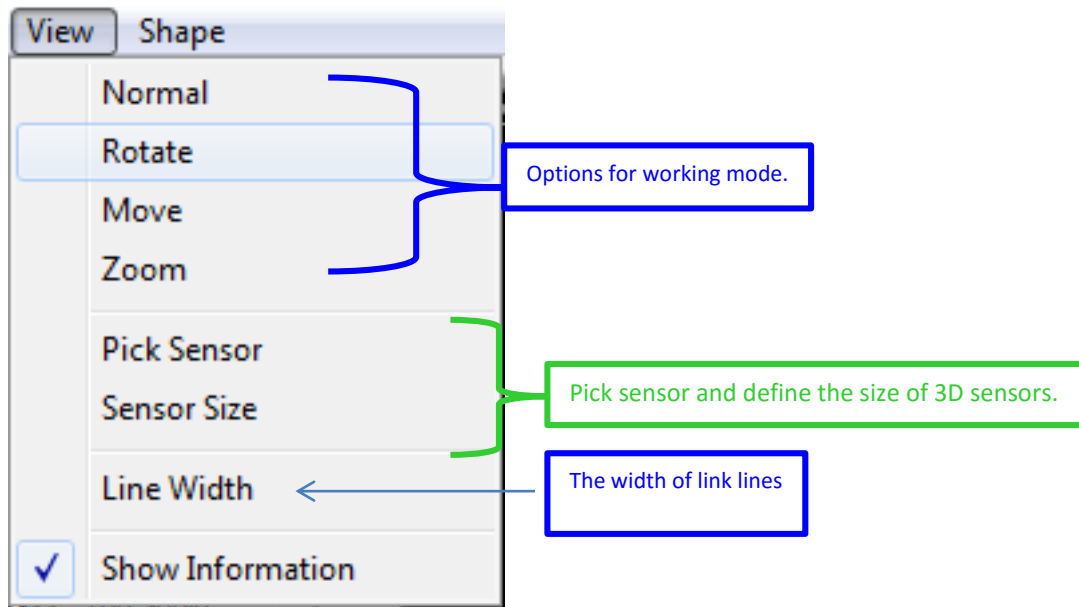 View Shape
Normal
Rotate
Move
Zoom
Options for working mode.
Pick Sensor
Sensor Size
Pick sensor and define the size of 3D sensors.
Line Width
The width of link lines
Show Information